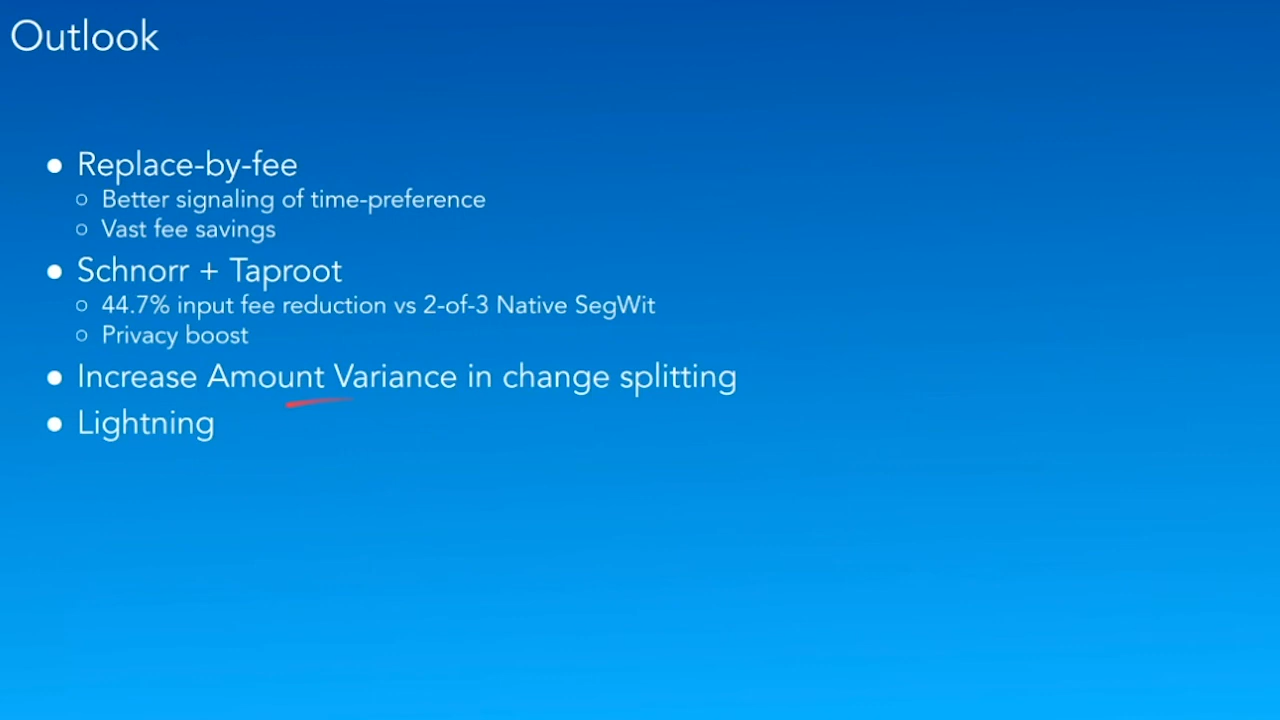 Outlook
● Replace-by-fee
○ Better signaling of time-preference
○ Vast fee savings
● Schnorr + Taproot
○ 44.7% input fee reduction vs 2-of-3 Native SegWit
○ Privacy boost
● Increase Amount Variance in change splitting
● Lightning